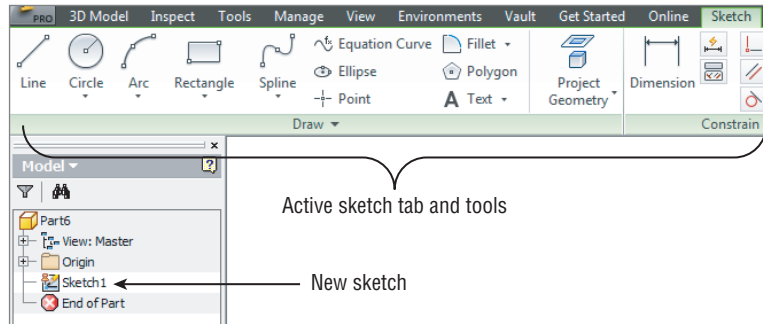 PRO 3D Model Inspect Tools Manage View Environments Vault Get Started Online Sketch
Line Circle Arc Rectangle Spline
fx Equation Curve Fillet
Ellipse Polygon
Point A Text
Project Geometry
Dimension
Draw Constrain
Model
Part6
View: Master
Origin
Sketch1
End of Part
Active sketch tab and tools
New sketch